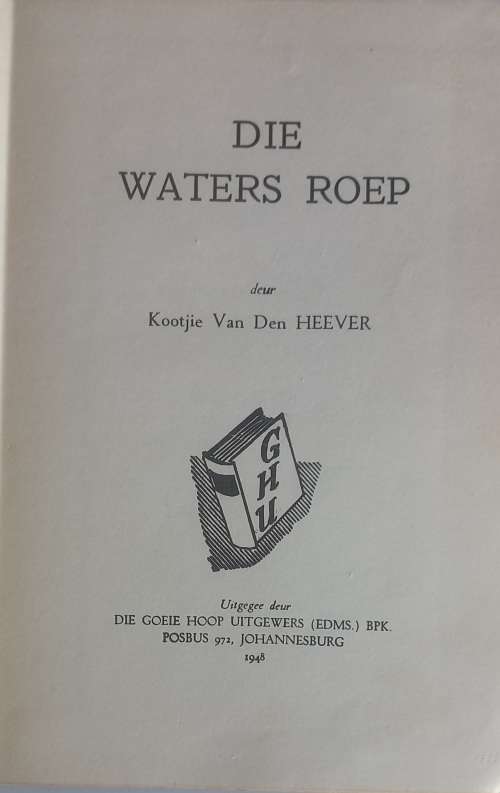 DIE
WATERS ROEP
deur
Kootjie Van Den HEEVER
GHU
Uitgegee deur
DIE GOEIE HOOP UITGEWERS (EDMS.) BPK.
POSBUS 972, JOHANNESBURG
1948